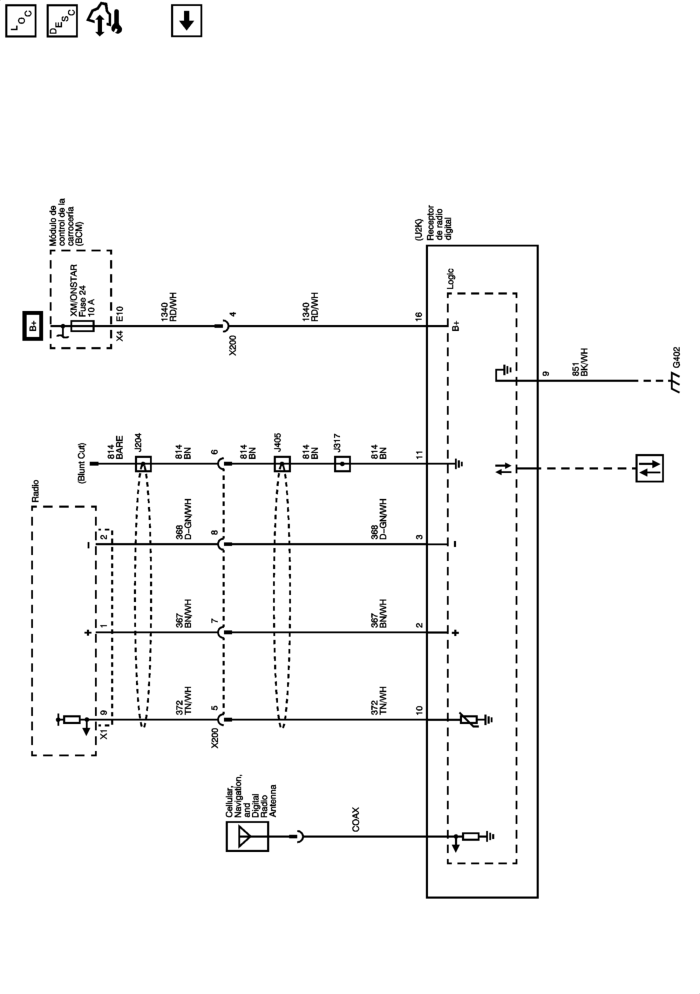 LOC
DESC
Módulo de
control de la
carrocería
(BCM)
B+
XM/ONSTAR
Fuse 24
10 A
X4
E10
1340
RD/WH
X200
4
1340
RD/WH
16
B+
(U2K)
Receptor
de radio
digital
Logic
9
851
BK/WH
G402
Radio
(Blunt Cut)
814
BARE
J204
814
BN
6
814
BN
J405
814
BN
J317
814
BN
11
-
2
368
D-GN/WH
8
368
D-GN/WH
3
-
+
1
367
BN/WH
7
367
BN/WH
2
+
X1
9
372
TN/WH
X200
5
372
TN/WH
10
Cellular,
Navigation,
and
Digital
Radio
Antenna
COAX